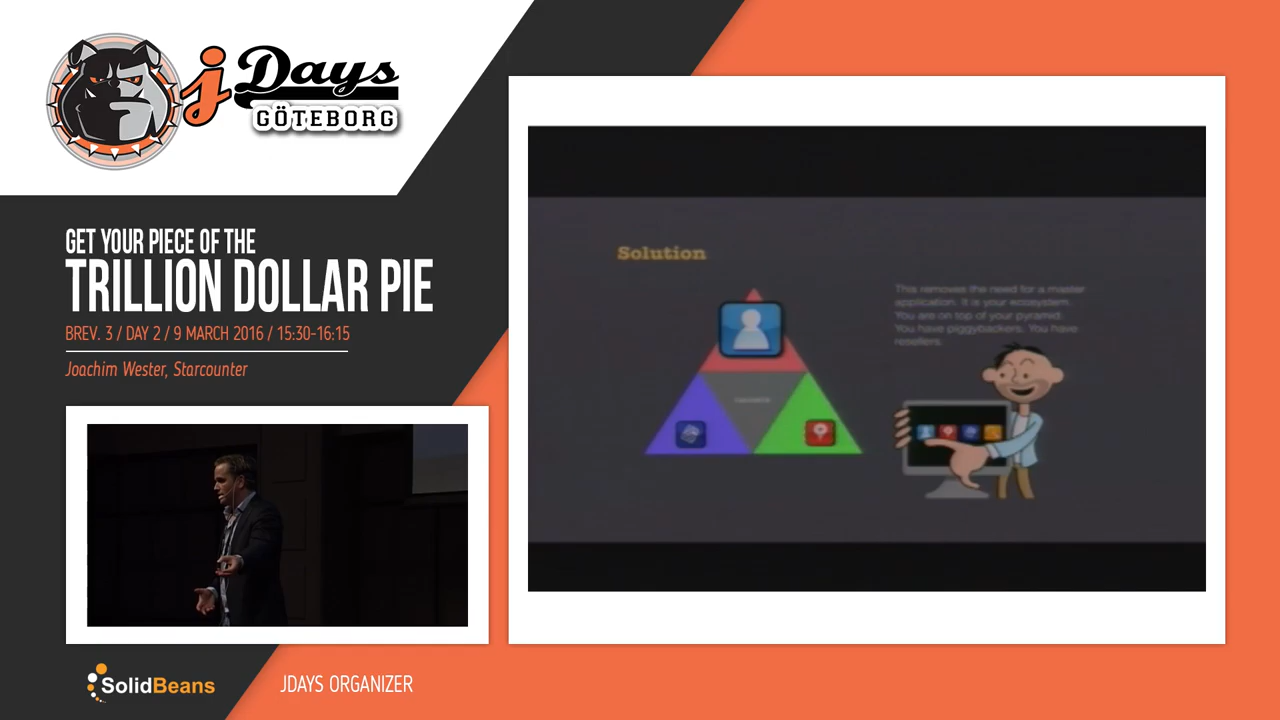 jDays
GÖTEBORG
GET YOUR PIECE OF THE
TRILLION DOLLAR PIE
BREV. 3 / DAY 2 / 9 MARCH 2016 / 15:30-16:15
Joachim Wester, Starcounter
Solution
This removes the need for a master
application. It is your ecosystem.
You are on top of your pyramid.
You have piggybackers. You have
resellers.
SolidBeans
JDAYS ORGANIZER